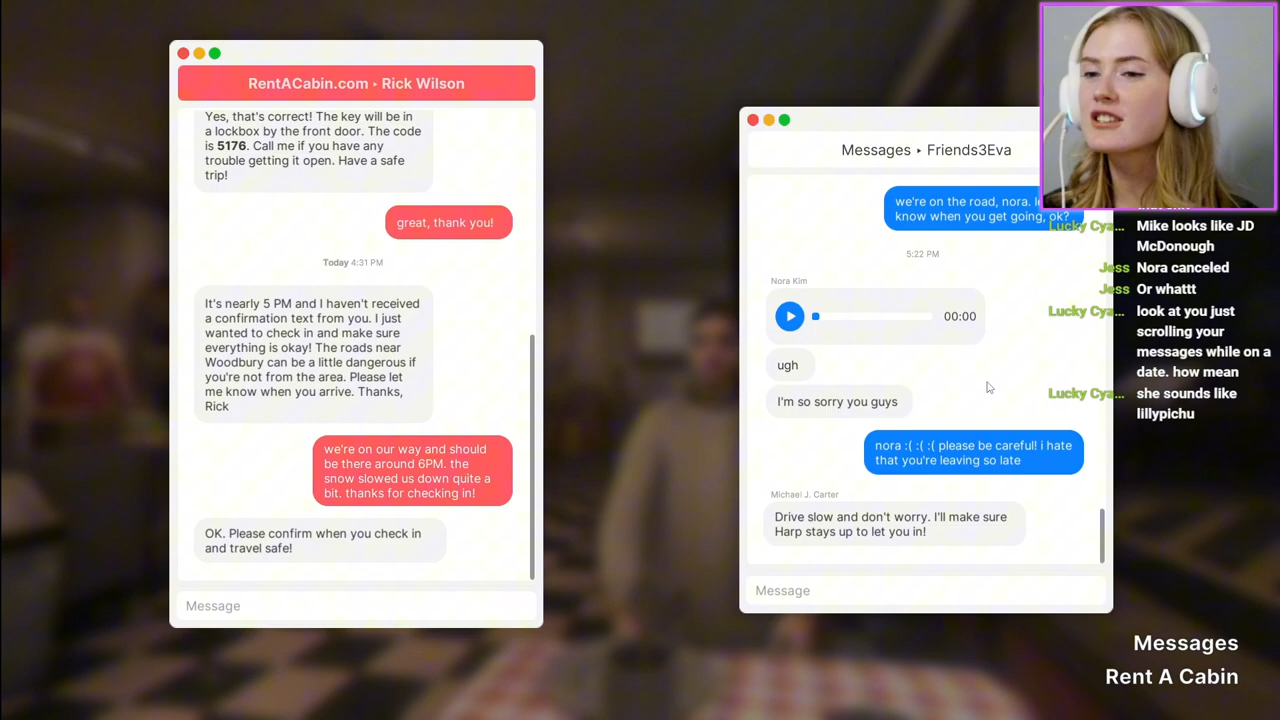 RentACabin.com ‣ Rick Wilson
Yes, that's correct! The key will be in
a lockbox by the front door. The code
is 5176. Call me if you have any
trouble getting it open. Have a safe
trip!
great, thank you!
Today 4:31 PM
It's nearly 5 PM and I haven't received
a confirmation text from you. I just
wanted to check in and make sure
everything is okay! The roads near
Woodbury can be a little dangerous if
you're not from the area. Please let
me know when you arrive. Thanks,
Rick
we're on our way and should
be there around 6PM. the
snow slowed us down quite a
bit. thanks for checking in!
OK. Please confirm when you check in
and travel safe!
Message
Messages ‣ Friends3Eva
we're on the road, nora.
know when you get going, ok?
5:22 PM
Nora Kim
00:00
ugh
I'm so sorry you guys
nora :( :( :( please be careful! i hate
that you're leaving so late
Michael J. Carter
Drive slow and don't worry. I'll make sure
Harp stays up to let you in!
Message
Lucky Cya... Mike looks like JD
McDonough
Jess Nora canceled
Jess Or whattt
Lucky Cya... look at you just
scrolling your
messages while on a
date. how mean
Lucky Cya... she sounds like
lillypichu
Messages
Rent A Cabin